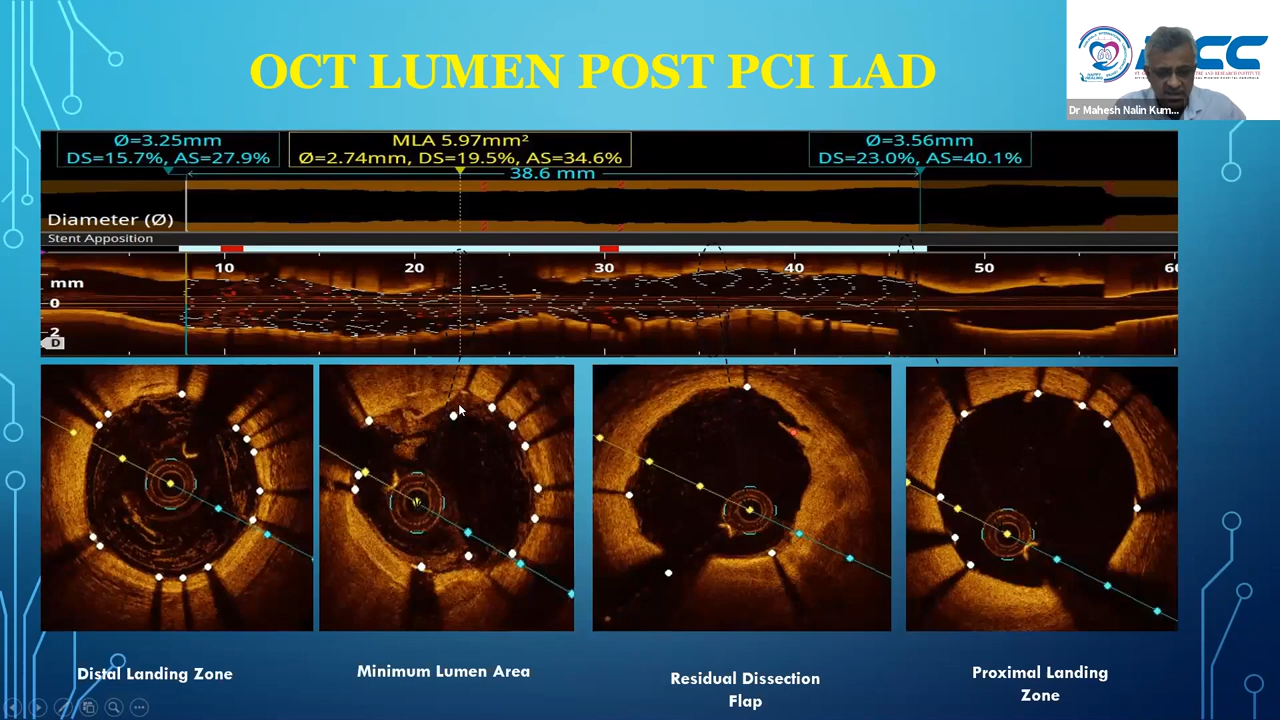 OCT LUMEN POST PCI LAD
CC
HAPPY
HEALING
Dr Mahesh Nalin Kum...
Ø=3.25mm
DS=15.7%, AS=27.9%
MLA 5.97mm²
Ø=2.74mm, DS=19.5%, AS=34.6%
Ø=3.56mm
DS=23.0%, AS=40.1%
38.6 mm
Diameter (Ø)
Stent Apposition
10
20
30
40
50
mm
0
2
D
Distal Landing Zone
Minimum Lumen Area
Residual Dissection
Flap
Proximal Landing
Zone